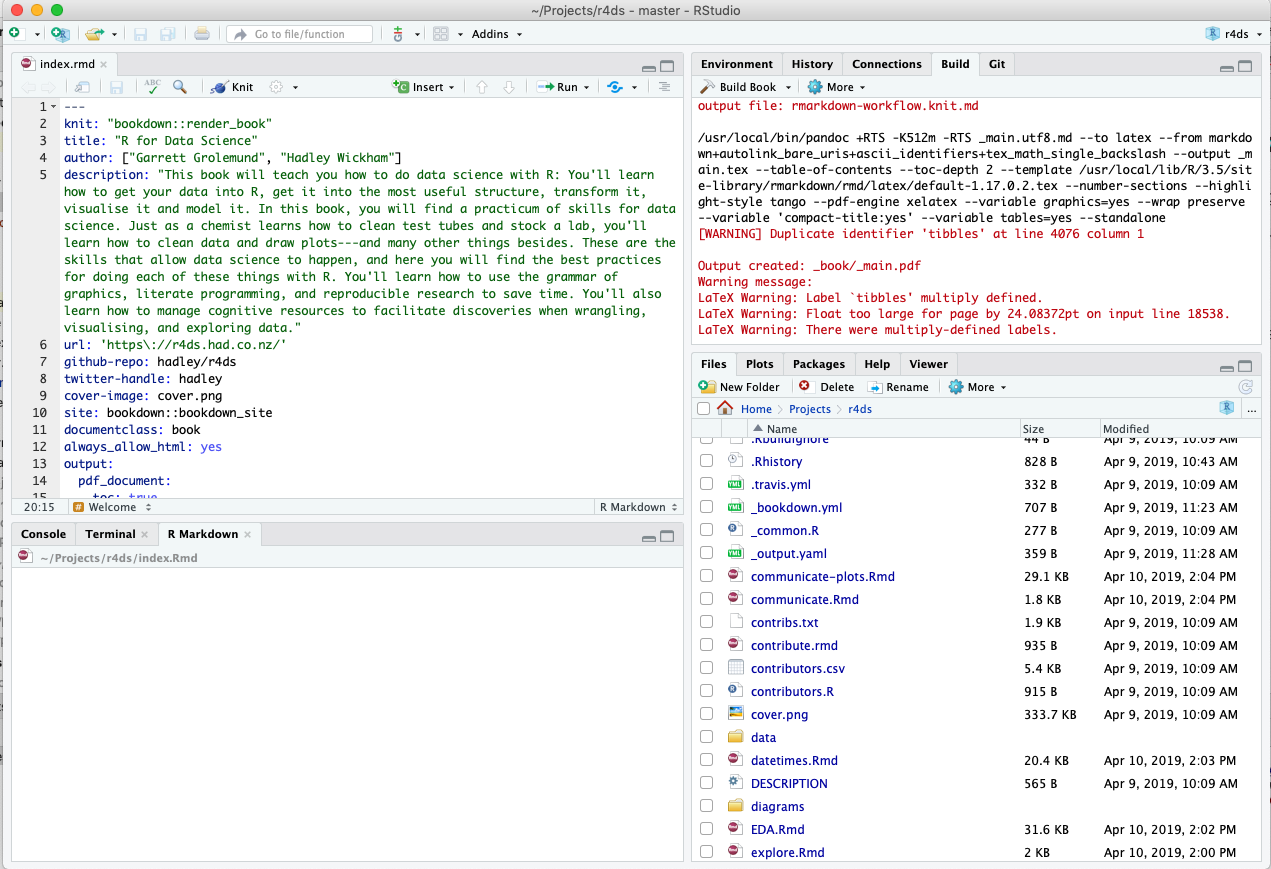 ~/Projects/r4ds - master - RStudio
Go to file/function
Addins
r4ds
index.rmd
ABC
Knit
Insert
Run
1 ---
2 knit: "bookdown::render_book"
3 title: "R for Data Science"
4 author: ["Garrett Grolemund", "Hadley Wickham"]
5 description: "This book will teach you how to do data science with R: You'll learn
how to get your data into R, get it into the most useful structure, transform it,
visualise it and model it. In this book, you will find a practicum of skills for data
science. Just as a chemist learns how to clean test tubes and stock a lab, you'll
learn how to clean data and draw plots---and many other things besides. These are the
skills that allow data science to happen, and here you will find the best practices
for doing each of these things with R. You'll learn how to use the grammar of
graphics, literate programming, and reproducible research to save time. You'll also
learn how to manage cognitive resources to facilitate discoveries when wrangling,
visualising, and exploring data."
6 url: 'https\://r4ds.had.co.nz/'
7 github-repo: hadley/r4ds
8 twitter-handle: hadley
9 cover-image: cover.png
10 site: bookdown::bookdown_site
11 documentclass: book
12 always_allow_html: yes
13 output:
14 pdf_document:
15 toc: true
20:15 # Welcome R Markdown
Console Terminal R Markdown
~/Projects/r4ds/index.Rmd
Environment History Connections Build Git
Build Book More
output file: rmarkdown-workflow.knit.md
/usr/local/bin/pandoc +RTS -K512m -RTS _main.utf8.md --to latex --from markdo
wn+autolink_bare_uris+ascii_identifiers+tex_math_single_backslash --output _m
ain.tex --table-of-contents --toc-depth 2 --template /usr/local/lib/R/3.5/sit
e-library/rmarkdown/rmd/latex/default-1.17.0.2.tex --number-sections --highli
ght-style tango --pdf-engine xelatex --variable graphics=yes --wrap preserve
--variable 'compact-title:yes' --variable tables=yes --standalone
[WARNING] Duplicate identifier 'tibbles' at line 4076 column 1
Output created: _book/_main.pdf
Warning message:
LaTeX Warning: Label `tibbles' multiply defined.
LaTeX Warning: Float too large for page by 24.08372pt on input line 18538.
LaTeX Warning: There were multiply-defined labels.
Files Plots Packages Help Viewer
New Folder Delete Rename More
Home Projects r4ds ...
Name Size Modified
.Rbuildignore 44 B Apr 9, 2019, 10:09 AM
.Rhistory 828 B Apr 9, 2019, 10:43 AM
.travis.yml 332 B Apr 9, 2019, 10:09 AM
_bookdown.yml 707 B Apr 9, 2019, 11:23 AM
_common.R 277 B Apr 9, 2019, 10:09 AM
_output.yaml 359 B Apr 9, 2019, 11:28 AM
communicate-plots.Rmd 29.1 KB Apr 10, 2019, 2:04 PM
communicate.Rmd 1.8 KB Apr 10, 2019, 2:04 PM
contribs.txt 1.9 KB Apr 9, 2019, 10:09 AM
contribute.rmd 935 B Apr 9, 2019, 10:09 AM
contributors.csv 5.4 KB Apr 9, 2019, 10:09 AM
contributors.R 915 B Apr 9, 2019, 10:09 AM
cover.png 333.7 KB Apr 9, 2019, 10:09 AM
data
datetimes.Rmd 20.4 KB Apr 10, 2019, 2:03 PM
DESCRIPTION 565 B Apr 9, 2019, 10:09 AM
diagrams
EDA.Rmd 31.6 KB Apr 10, 2019, 2:02 PM
explore.Rmd 2 KB Apr 10, 2019, 2:00 PM